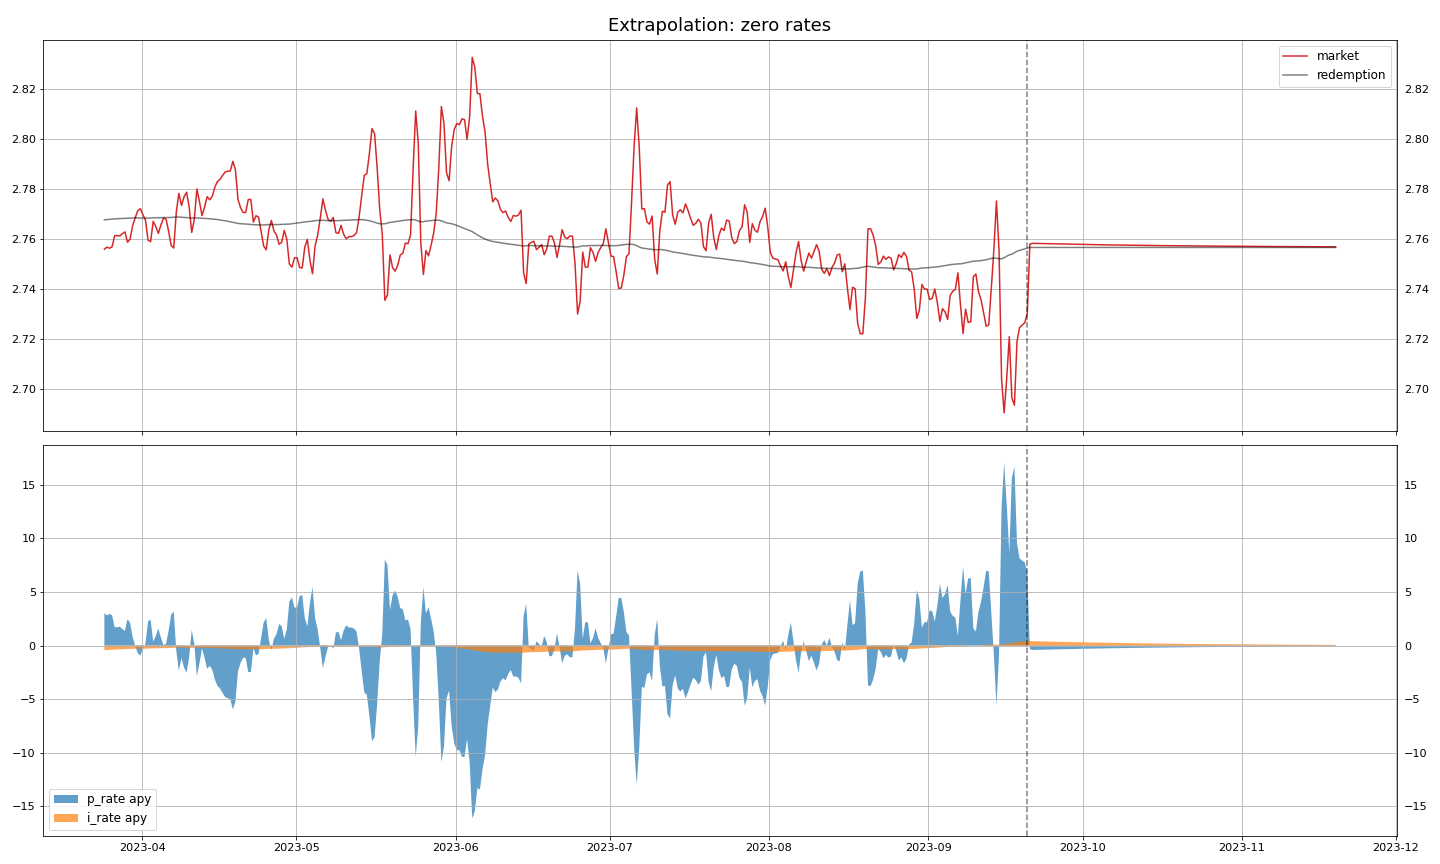 Extrapolation: zero rates
market
redemption
2.82 2.82
2.80 2.80
2.78 2.78
2.76 2.76
2.74 2.74
2.72 2.72
2.70 2.70
15 15
10 10
5 5
0 0
−5 −5
−10 −10
−15 −15
p_rate apy
i_rate apy
2023-04 2023-05 2023-06 2023-07 2023-08 2023-09 2023-10 2023-11 2023-12